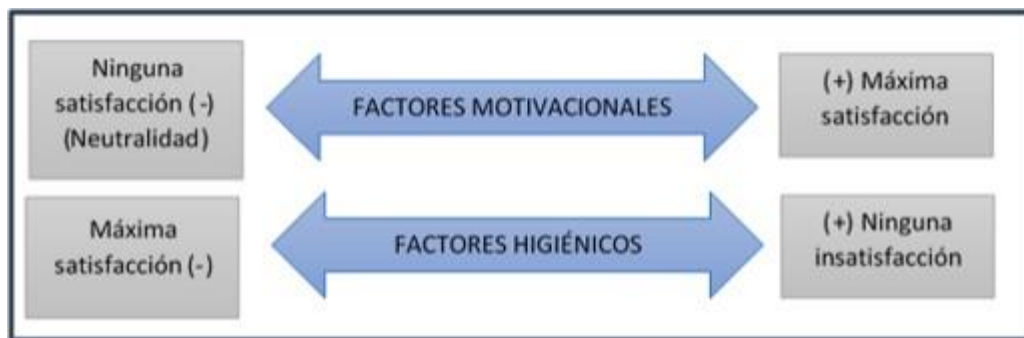 Ninguna
satisfacción (-)
(Neutralidad)
FACTORES MOTIVACIONALES
(+) Máxima
satisfacción
Máxima
satisfacción (-)
FACTORES HIGIÉNICOS
(+) Ninguna
insatisfacción